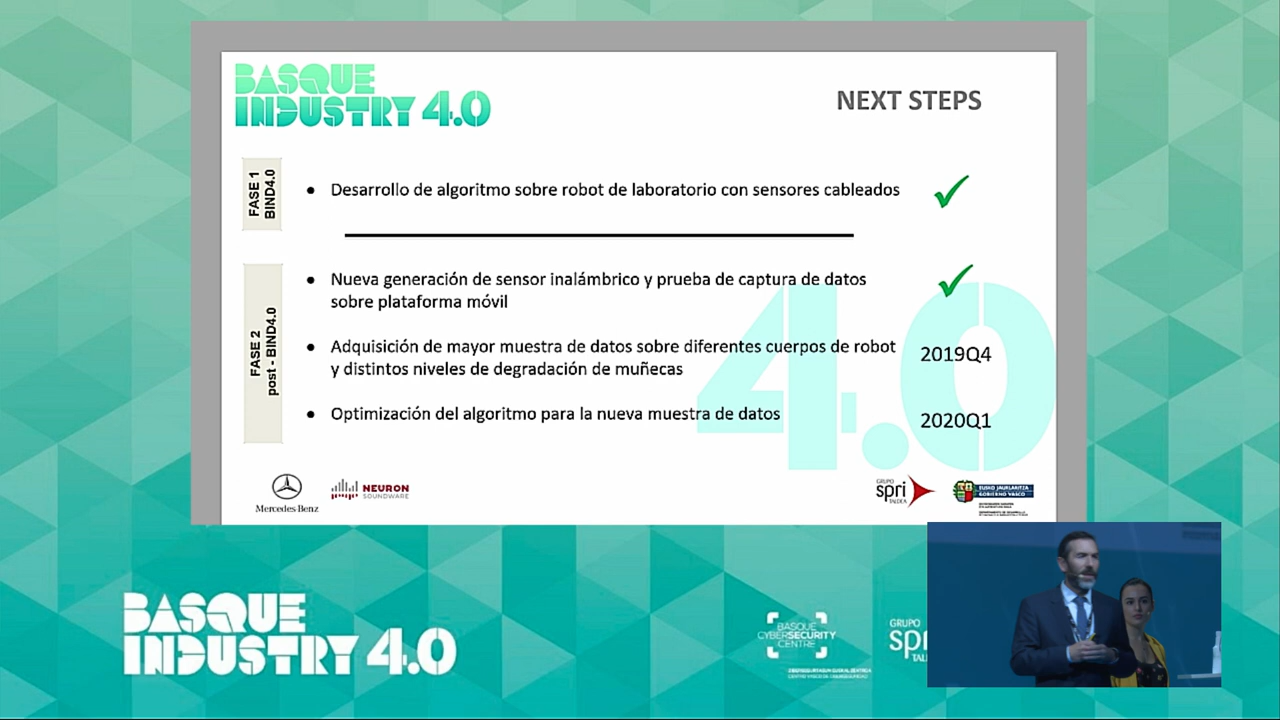 BASQUE
INDUSTRY 4.0
NEXT STEPS
FASE 1
BIND4.0
• Desarrollo de algoritmo sobre robot de laboratorio con sensores cableados
FASE 2
post - BIND4.0
• Nueva generación de sensor inalámbrico y prueba de captura de datos
sobre plataforma móvil
• Adquisición de mayor muestra de datos sobre diferentes cuerpos de robot
y distintos niveles de degradación de muñecas
2019Q4
• Optimización del algoritmo para la nueva muestra de datos
2020Q1
4.0
Mercedes-Benz
NEURON
SOUNDWARE
GRUPO
spri
TALDEA
EUSKO JAURLARITZA
GOBIERNO VASCO
BASQUE
INDUSTRY 4.0
BASQUE
CYBERSECURITY
CENTRE
GRUPO
spr
TAL